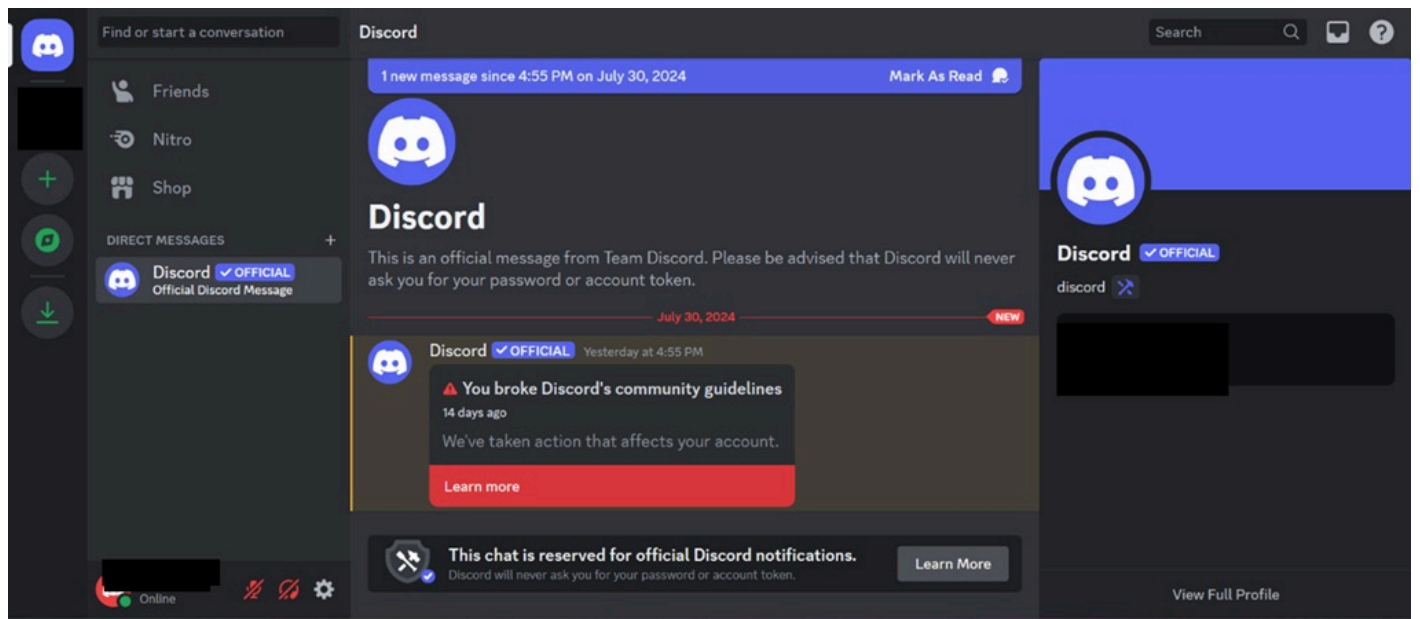 Find or start a conversation
Friends
Nitro
Shop
DIRECT MESSAGES
Discord ✓ OFFICIAL
Official Discord Message
Online
Discord
Search
1 new message since 4:55 PM on July 30, 2024 Mark As Read
Discord
This is an official message from Team Discord. Please be advised that Discord will never
ask you for your password or account token.
July 30, 2024 NEW
Discord ✓ OFFICIAL Yesterday at 4:55 PM
You broke Discord's community guidelines
14 days ago
We've taken action that affects your account.
Learn more
This chat is reserved for official Discord notifications.
Discord will never ask you for your password or account token.
Learn More
Discord ✓ OFFICIAL
discord
View Full Profile